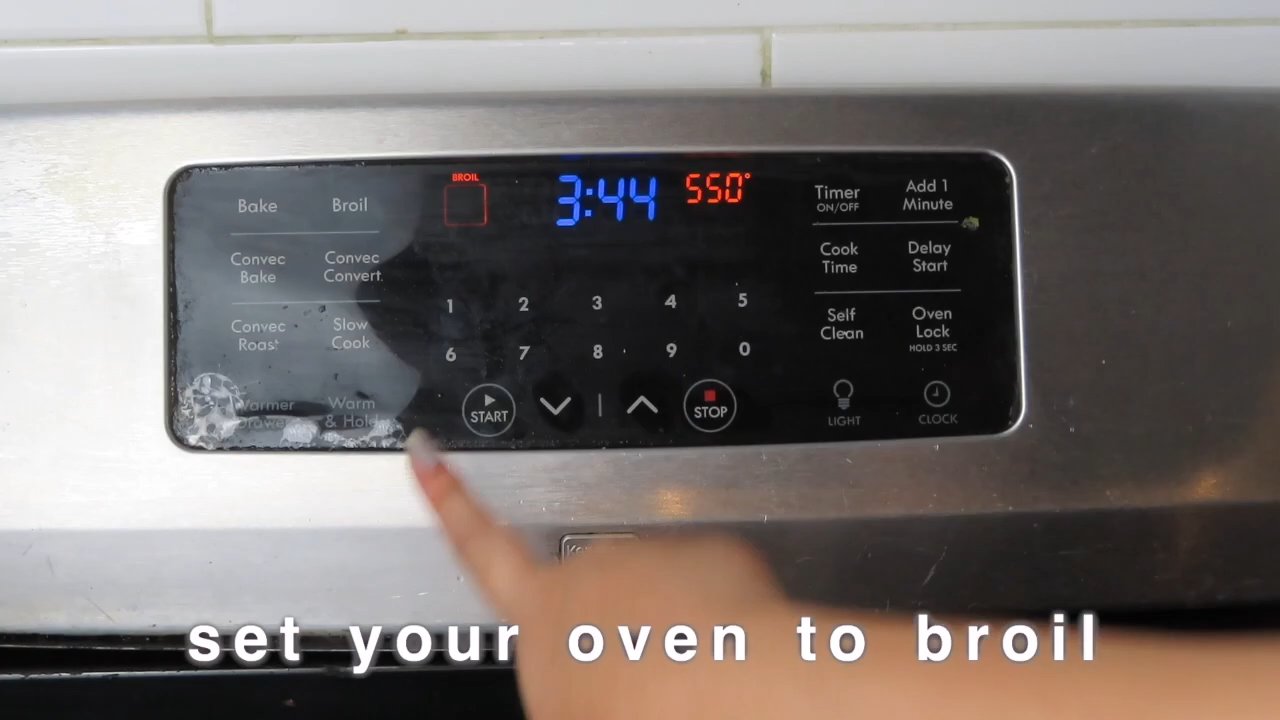 BROIL
3:44 550°
Bake Broil
Convec Bake
Convec Convert
Convec Roast
Slow Cook
Warmer Drawer
Warm & Hold
1 2 3 4 5
6 7 8 9 0
START
STOP
Timer
ON/OFF
Add 1
Minute
Cook
Time
Delay
Start
Self
Clean
Oven
Lock
HOLD 3 SEC
LIGHT
CLOCK
set your oven to broil